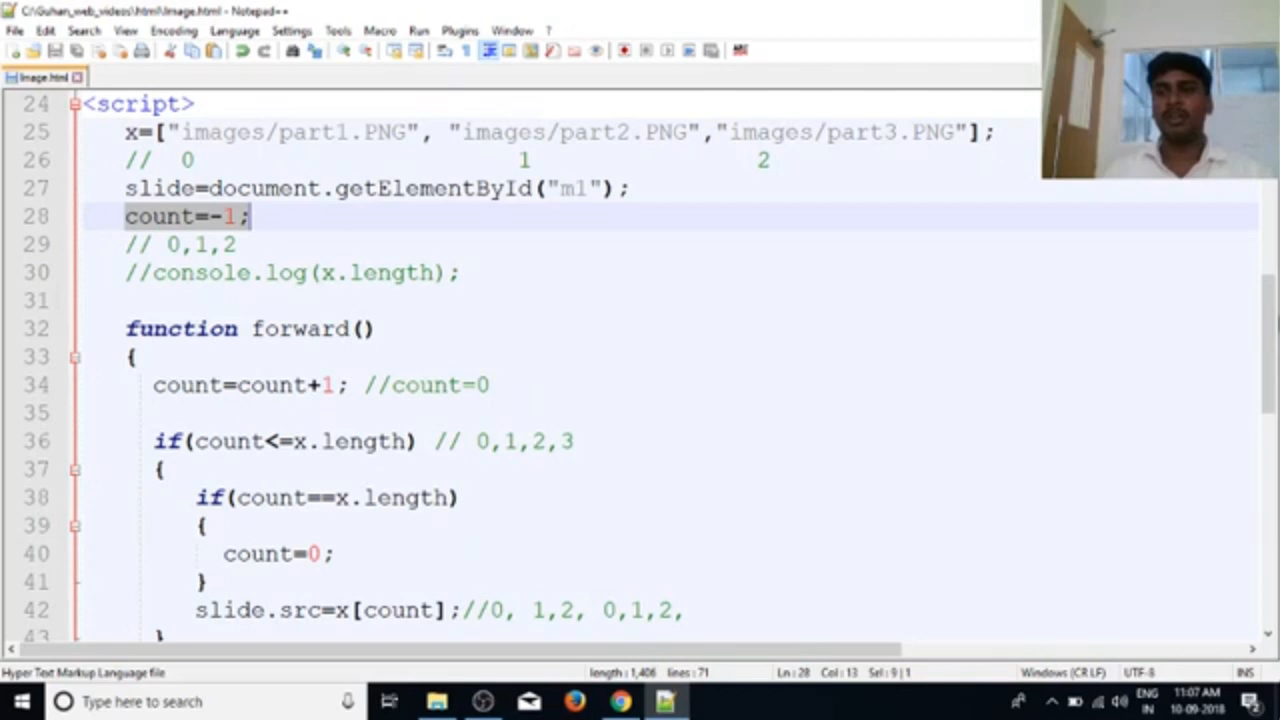 C:\Guhan_web_videos\html\Image.html - Notepad++
File Edit Search View Encoding Language Settings Tools Macro Run Plugins Window ?
Image.html
24 <script>
25 x=["images/part1.PNG", "images/part2.PNG","images/part3.PNG"];
26 // 0 1 2
27 slide=document.getElementById("m1");
28 count=-1;
29 // 0,1,2
30 //console.log(x.length);
31
32 function forward()
33 {
34 count=count+1; //count=0
35
36 if(count<=x.length) // 0,1,2,3
37 {
38 if(count==x.length)
39 {
40 count=0;
41 }
42 slide.src=x[count];//0, 1,2, 0,1,2,
43 }
Hyper Text Markup Language file length : 1,406 lines : 71 Ln : 28 Col : 13 Sel : 9 | 1 Windows (CR LF) UTF-8 INS
Type here to search
ENG 11:07 AM
IN 10-09-2018